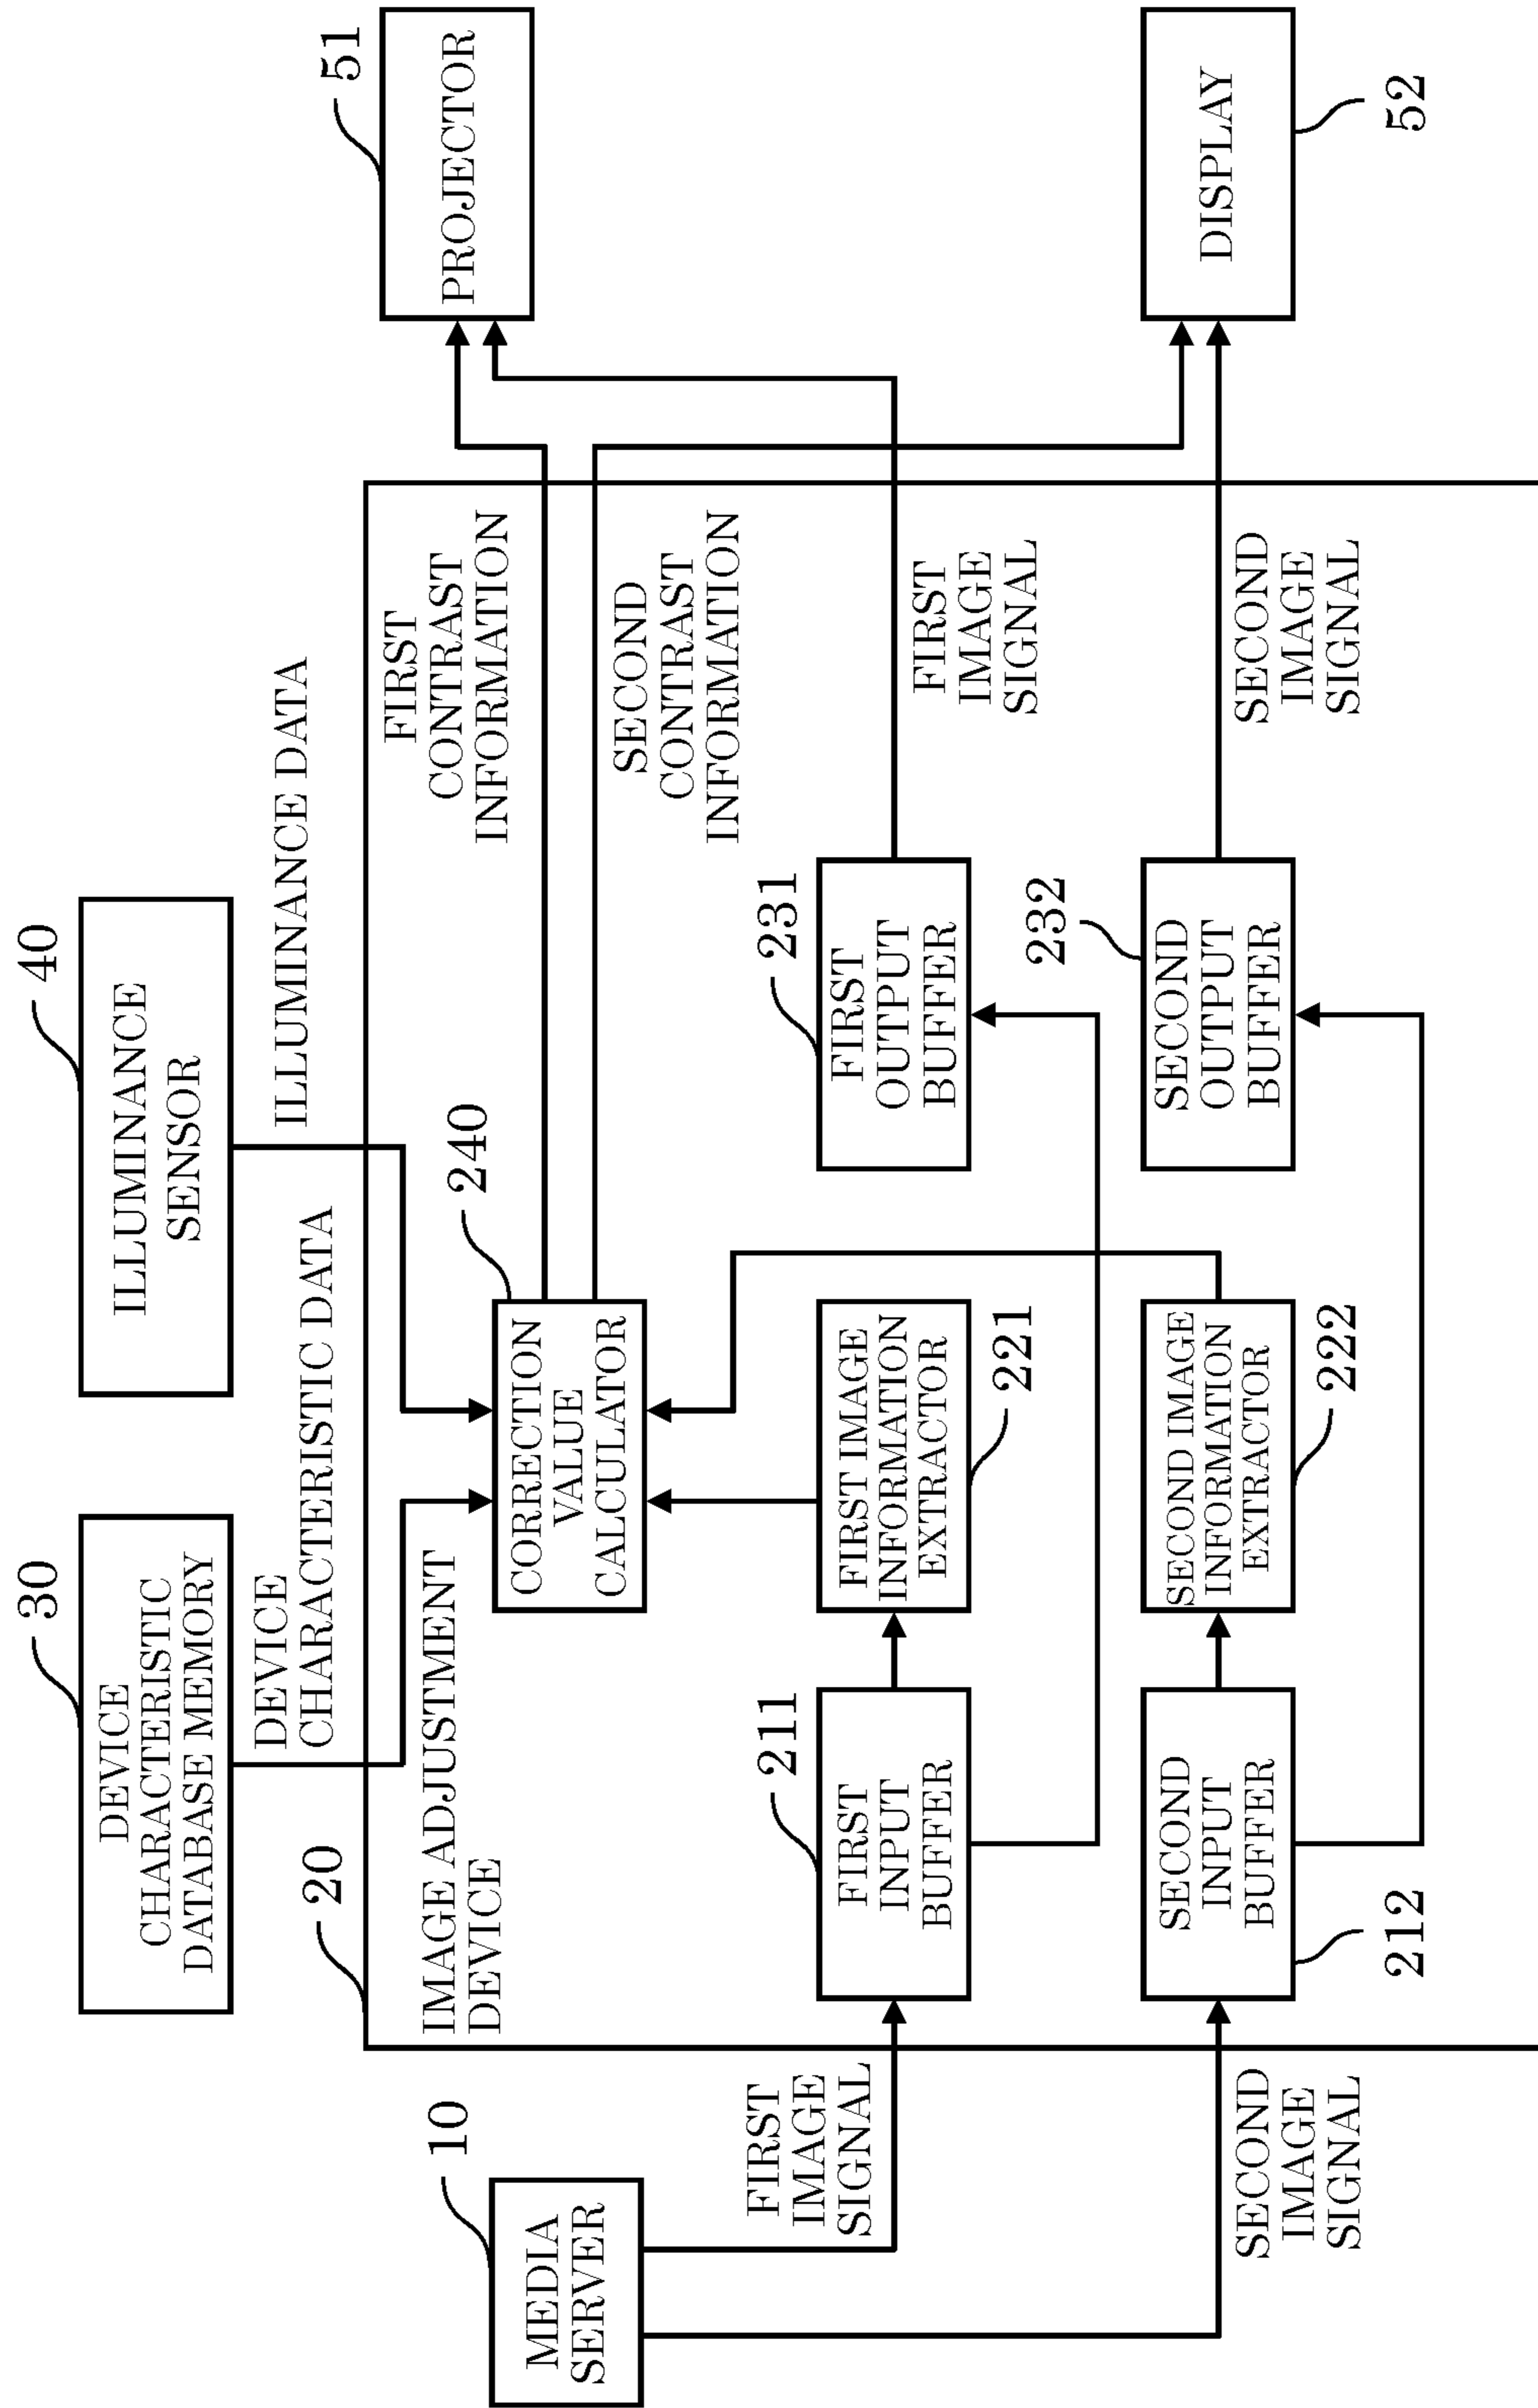 30
DEVICE
CHARACTERISTIC
DATABASE MEMORY
40
ILLUMINANCE
SENSOR
DEVICE
CHARACTERISTIC DATA
ILLUMINANCE DATA
20
IMAGE ADJUSTMENT
DEVICE
10
MEDIA
SERVER
240
CORRECTION
VALUE
CALCULATOR
FIRST
CONTRAST
INFORMATION
SECOND
CONTRAST
INFORMATION
51
PROJECTOR
FIRST
IMAGE
SIGNAL
211
FIRST
INPUT
BUFFER
FIRST IMAGE
INFORMATION
EXTRACTOR
221
231
FIRST
OUTPUT
BUFFER
FIRST
IMAGE
SIGNAL
SECOND
IMAGE
SIGNAL
SECOND
INPUT
BUFFER
212
SECOND IMAGE
INFORMATION
EXTRACTOR
222
232
SECOND
OUTPUT
BUFFER
SECOND
IMAGE
SIGNAL
DISPLAY
52